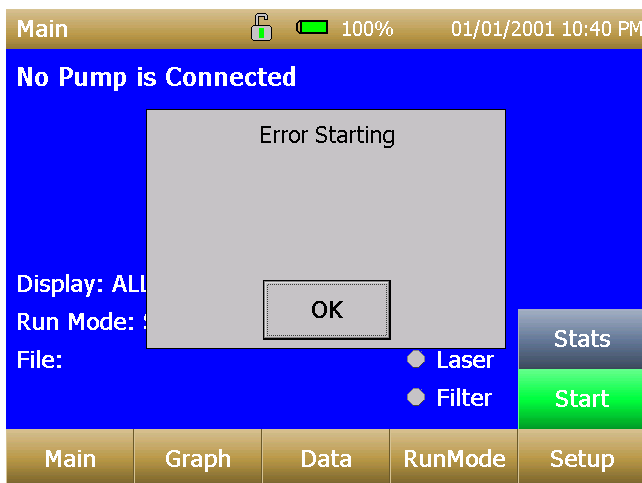 Main 100% 01/01/2001 10:40 PM
No Pump is Connected
Error Starting
Display: ALL
OK
Run Mode:
Stats
File:
Laser
Filter
Start
Main Graph Data RunMode Setup